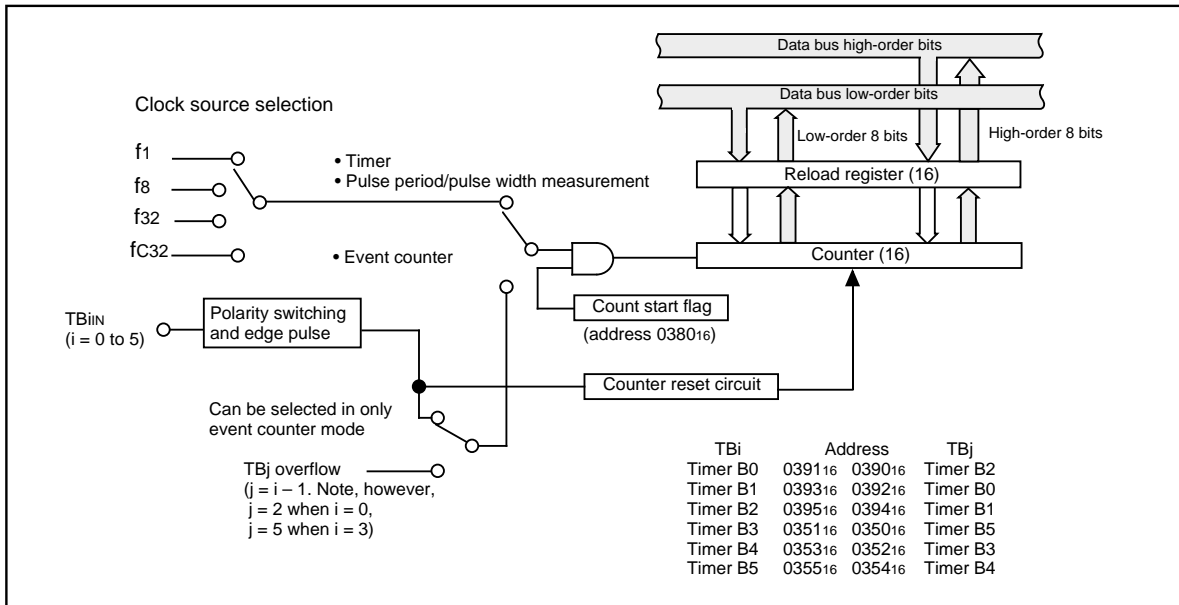 Data bus high-order bits
Clock source selection
Data bus low-order bits
Low-order 8 bits
High-order 8 bits
f1
• Timer
• Pulse period/pulse width measurement
Reload register (16)
f8
f32
fC32
• Event counter
Counter (16)
Count start flag
(address 038016)
TBiIN
(i = 0 to 5)
Polarity switching
and edge pulse
Counter reset circuit
Can be selected in only
event counter mode
TBj overflow
(j = i – 1. Note, however,
j = 2 when i = 0,
j = 5 when i = 3)
TBi Address TBj
Timer B0 039116 039016 Timer B2
Timer B1 039316 039216 Timer B0
Timer B2 039516 039416 Timer B1
Timer B3 035116 035016 Timer B5
Timer B4 035316 035216 Timer B3
Timer B5 035516 035416 Timer B4